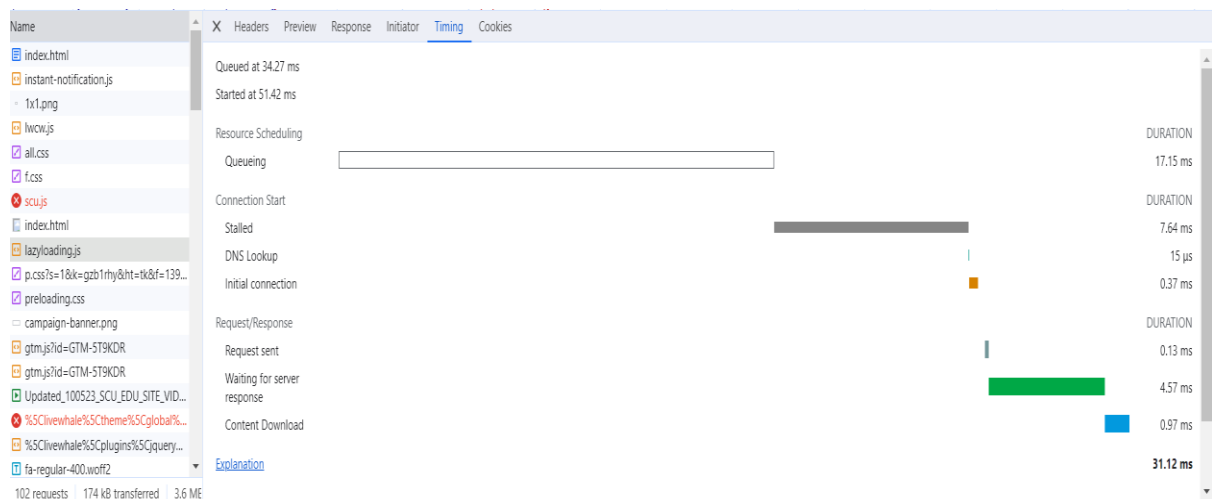 Name
index.html
instant-notification.js
1x1.png
lwcw.js
all.css
f.css
scu.js
index.html
lazyloading.js
p.css?s=1&k=gzb1rhy&ht=tk&f=139...
preloading.css
campaign-banner.png
gtm.js?id=GTM-5T9KDR
gtm.js?id=GTM-5T9KDR
Updated_100523_SCU_EDU_SITE_VID...
%5Clivewhale%5Ctheme%5Cglobal%...
%5Clivewhale%5Cplugins%5Cjquery...
fa-regular-400.woff2
102 requests 174 kB transferred 3.6 ME
X Headers Preview Response Initiator Timing Cookies
Queued at 34.27 ms
Started at 51.42 ms
Resource Scheduling DURATION
Queueing 17.15 ms
Connection Start DURATION
Stalled 7.64 ms
DNS Lookup 15 µs
Initial connection 0.37 ms
Request/Response DURATION
Request sent 0.13 ms
Waiting for server
response 4.57 ms
Content Download 0.97 ms
Explanation 31.12 ms